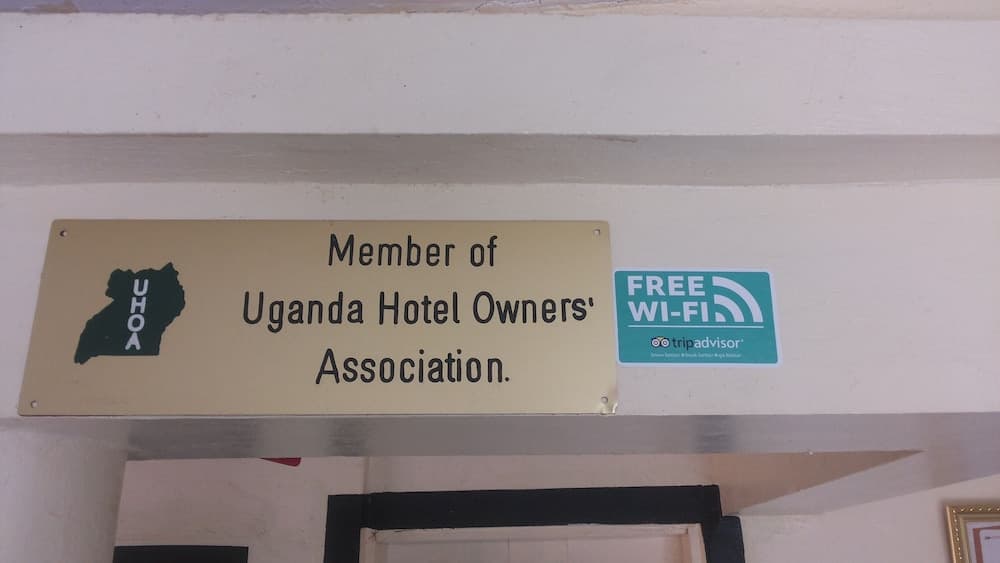 Member of
Uganda Hotel Owners'
Association.
UHOA
FREE
WI-FI
tripadvisor®